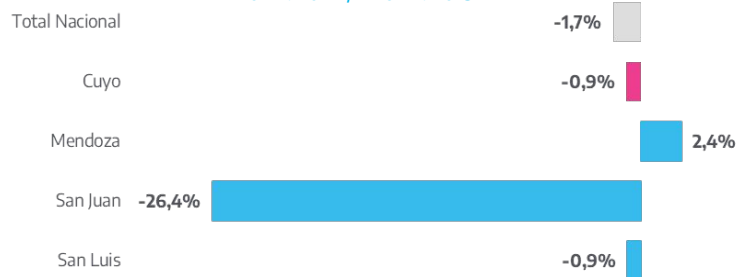 Total Nacional -1,7%
Cuyo -0,9%
Mendoza 2,4%
San Juan -26,4%
San Luis -0,9%